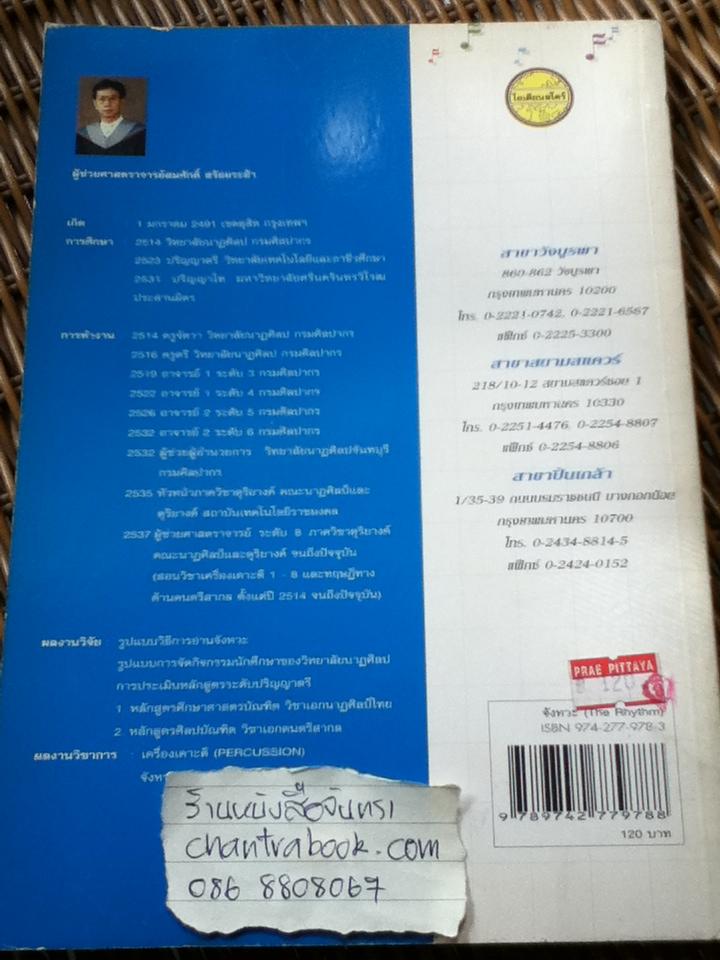 ผู้ช่วยศาสตราจารย์สมศักดิ์ สร้อยระย้า
เกิด 1 มกราคม 2491 เขตดุสิต กรุงเทพฯ
การศึกษา 2514 วิทยาลัยนาฏศิลป กรมศิลปากร
2523 ปริญญาตรี วิทยาลัยเทคโนโลยีและอาชีวศึกษา
2531 ปริญญาโท มหาวิทยาลัยศรีนครินทรวิโรฒ
ประสานมิตร
การทำงาน 2514 ครูจัตวา วิทยาลัยนาฏศิลป กรมศิลปากร
2516 ครูตรี วิทยาลัยนาฏศิลป กรมศิลปากร
2519 อาจารย์ 1 ระดับ 3 กรมศิลปากร
2522 อาจารย์ 1 ระดับ 4 กรมศิลปากร
2526 อาจารย์ 2 ระดับ 5 กรมศิลปากร
2532 อาจารย์ 2 ระดับ 6 กรมศิลปากร
2532 ผู้ช่วยผู้อำนวยการ วิทยาลัยนาฏศิลปจันทบุรี
กรมศิลปากร
2535 หัวหน้าภาควิชาดุริยางค์ คณะนาฏศิลป์และ
ดุริยางค์ สถาบันเทคโนโลยีราชมงคล
2537 ผู้ช่วยศาสตราจารย์ ระดับ 8 ภาควิชาดุริยางค์
คณะนาฏศิลป์และดุริยางค์ จนถึงปัจจุบัน
(สอนวิชาเครื่องเคาะตี 1 - 8 และทฤษฎีทาง
ด้านดนตรีสากล ตั้งแต่ปี 2514 จนถึงปัจจุบัน)
ผลงานวิจัย : รูปแบบวิธีการอ่านจังหวะ
รูปแบบการจัดกิจกรรมนักศึกษาของวิทยาลัยนาฏศิลป
การประเมินหลักสูตรระดับปริญญาตรี
1 หลักสูตรศึกษาศาสตรบัณฑิต วิชาเอกนาฏศิลป์ไทย
2 หลักสูตรศิลปบัณฑิต วิชาเอกดนตรีสากล
ผลงานวิชาการ : เครื่องเคาะตี (PERCUSSION)
โอเดียนสโตร์
สาขาวังบูรพา
860-862 วังบูรพา
กรุงเทพมหานคร 10200
โทร. 0-2221-0742, 0-2221-6567
แฟ็กซ์ 0-2225-3300
สาขาสยามสแควร์
218/10-12 สยามสแควร์ซอย 1
กรุงเทพมหานคร 10330
โทร. 0-2251-4476, 0-2254-8807
แฟ็กซ์ 0-2254-8806
สาขาปิ่นเกล้า
1/35-39 ถนนบรมราชชนนี บางกอกน้อย
กรุงเทพมหานคร 10700
โทร. 0-2434-8814-5
แฟ็กซ์ 0-2424-0152
PRAE PITTAYA
จังหวะ (The Rhythm)
ISBN 974-277-978-3
9 789742 779788
120 บาท
ร้านหนังสือจันทรา
chantrabook.com
086 8808067